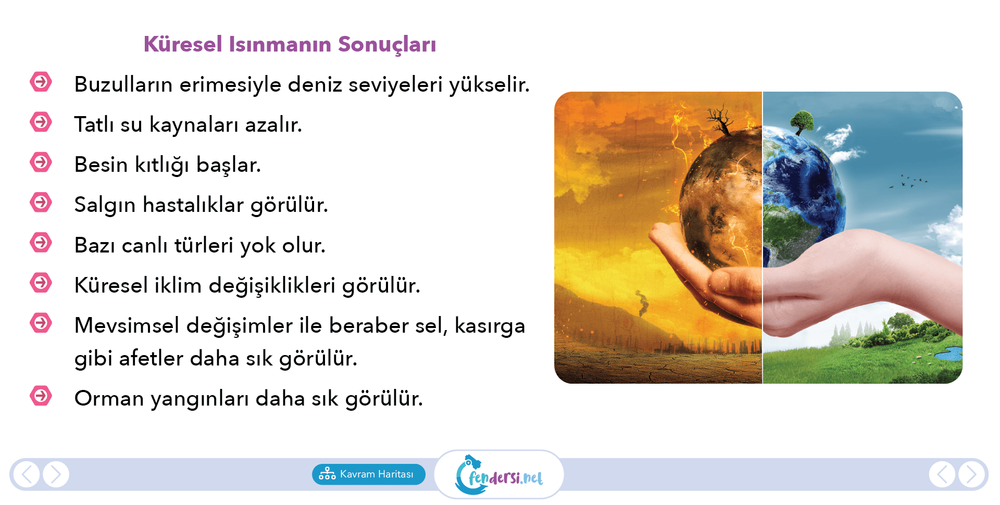 Küresel Isınmanın Sonuçları
Buzulların erimesiyle deniz seviyeleri yükselir.
Tatlı su kaynaları azalır.
Besin kıtlığı başlar.
Salgın hastalıklar görülür.
Bazı canlı türleri yok olur.
Küresel iklim değişiklikleri görülür.
Mevsimsel değişimler ile beraber sel, kasırga
gibi afetler daha sık görülür.
Orman yangınları daha sık görülür.
Kavram Haritası
fendersi.net